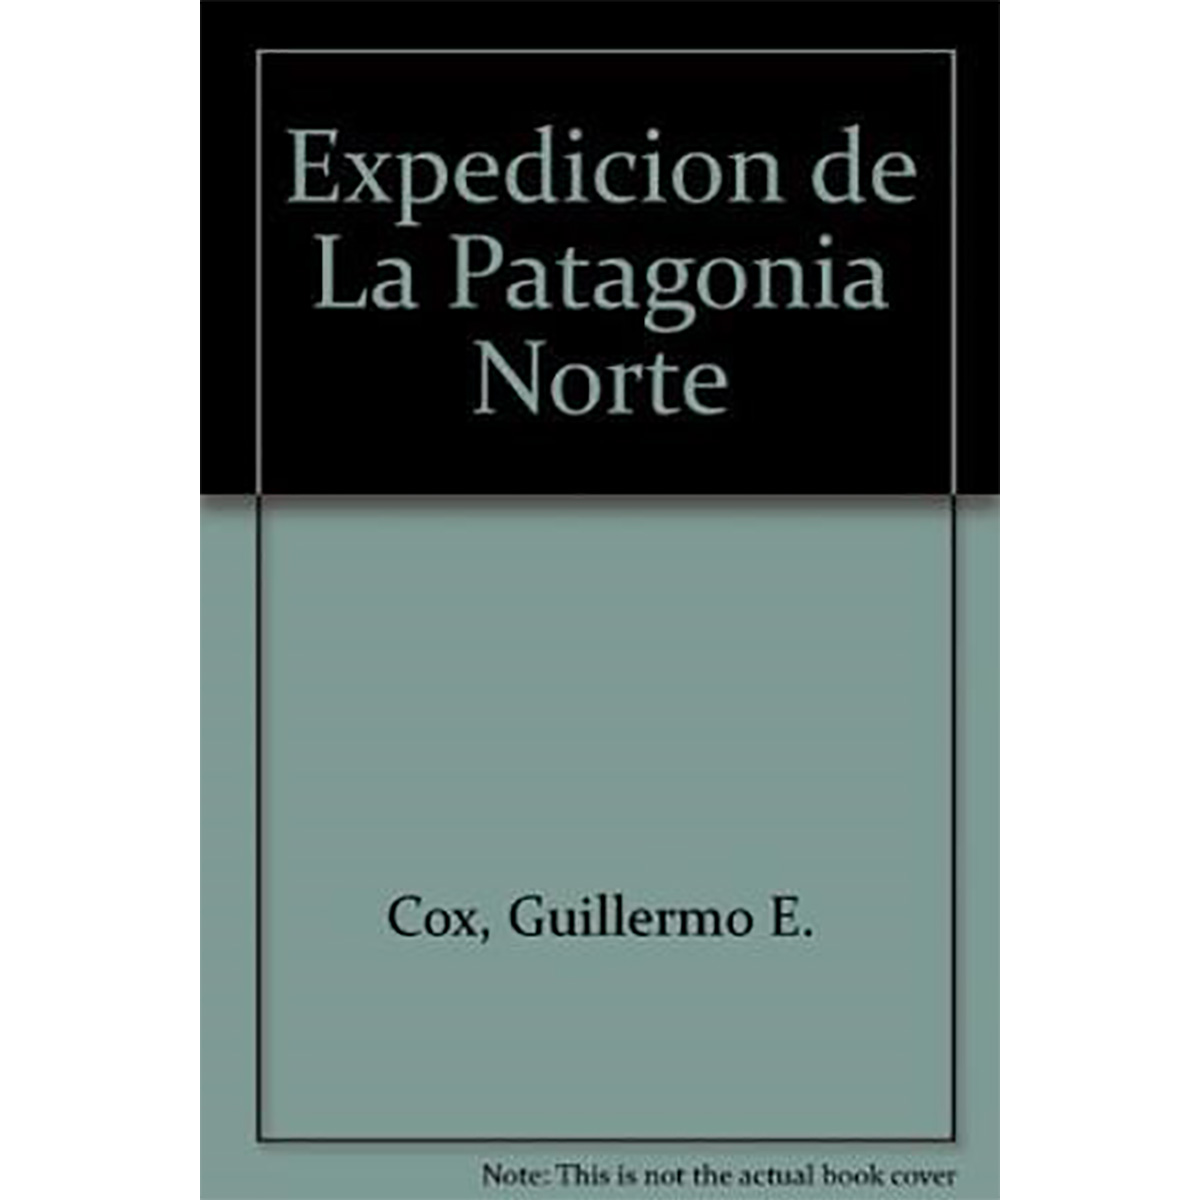 Expedicion de
La Patagonia
Norte
Cox, Guillermo E.
Note: This is not the actual book cover